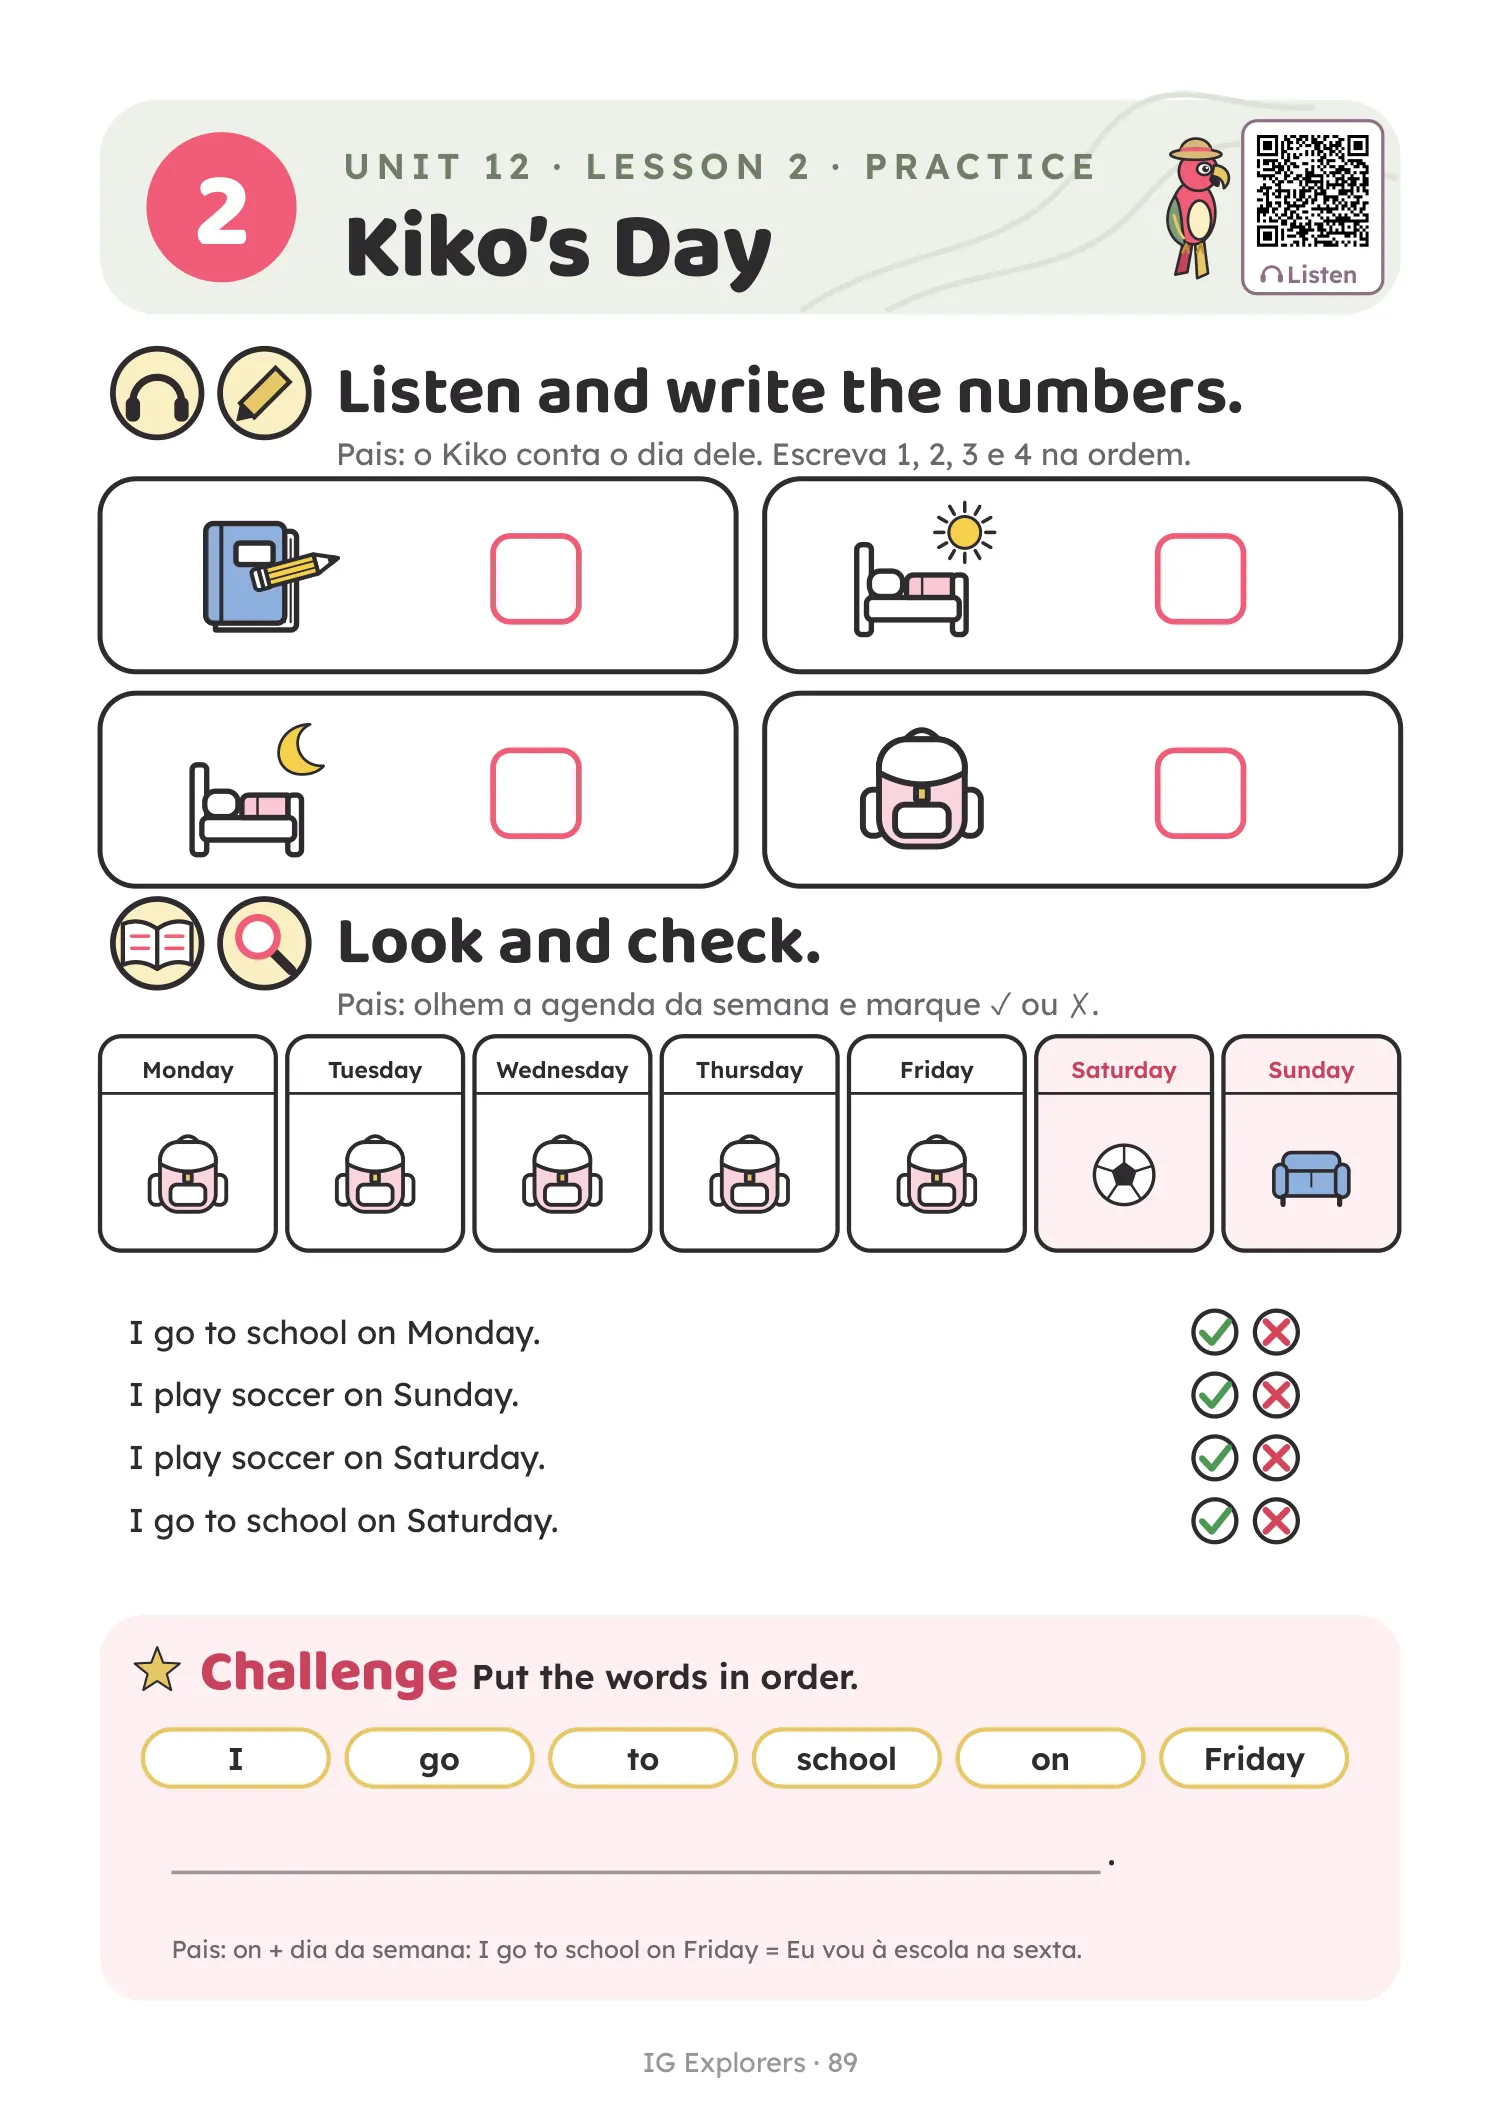 2
UNIT 12 · LESSON 2 · PRACTICE
Kiko's Day
Listen
Listen and write the numbers.
Pais: o Kiko conta o dia dele. Escreva 1, 2, 3 e 4 na ordem.
Look and check.
Pais: olhem a agenda da semana e marque ✓ ou ✗.
Monday Tuesday Wednesday Thursday Friday Saturday Sunday
I go to school on Monday.
I play soccer on Sunday.
I play soccer on Saturday.
I go to school on Saturday.
Challenge Put the words in order.
I go to school on Friday
.
Pais: on + dia da semana: I go to school on Friday = Eu vou à escola na sexta.
IG Explorers · 89